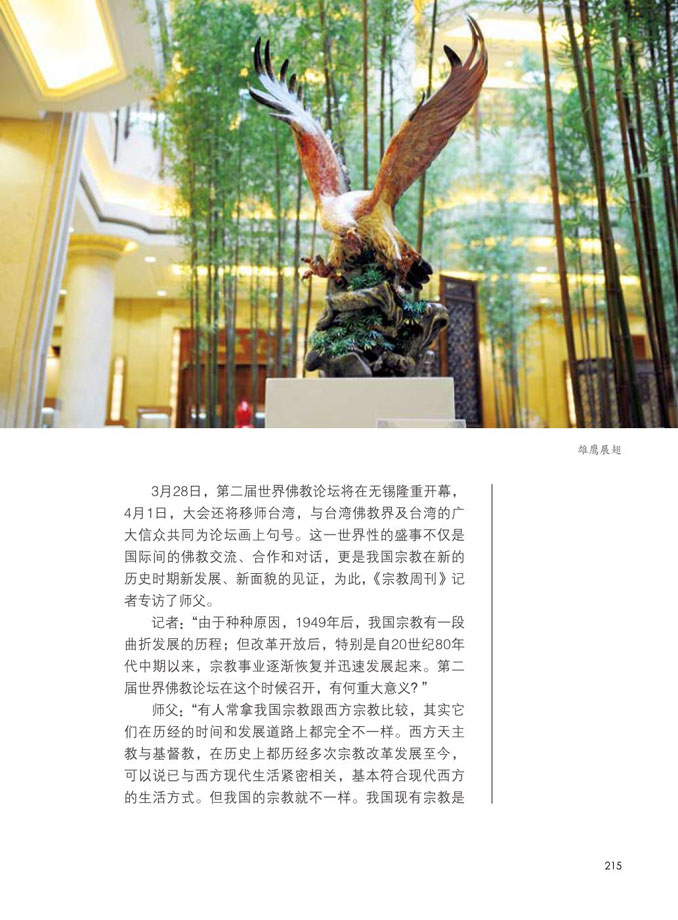 雄鹰展翅
3月28日，第二届世界佛教论坛将在无锡隆重开幕，
4月1日，大会还将移师台湾，与台湾佛教界及台湾的广
大信众共同为论坛画上句号。这一世界性的盛事不仅是
国际间的佛教交流、合作和对话，更是我国宗教在新的
历史时期新发展、新面貌的见证，为此，《宗教周刊》记
者专访了师父。
记者：“由于种种原因，1949年后，我国宗教有一段
曲折发展的历程；但改革开放后，特别是自20世纪80年
代中期以来，宗教事业逐渐恢复并迅速发展起来。第二
届世界佛教论坛在这个时候召开，有何重大意义？”
师父：“有人常拿我国宗教跟西方宗教比较，其实它
们在历经的时间和发展道路上都完全不一样。西方天主
教与基督教，在历史上都历经多次宗教改革发展至今，
可以说已与西方现代生活紧密相关，基本符合现代西方
的生活方式。但我国的宗教就不一样。我国现有宗教是
215